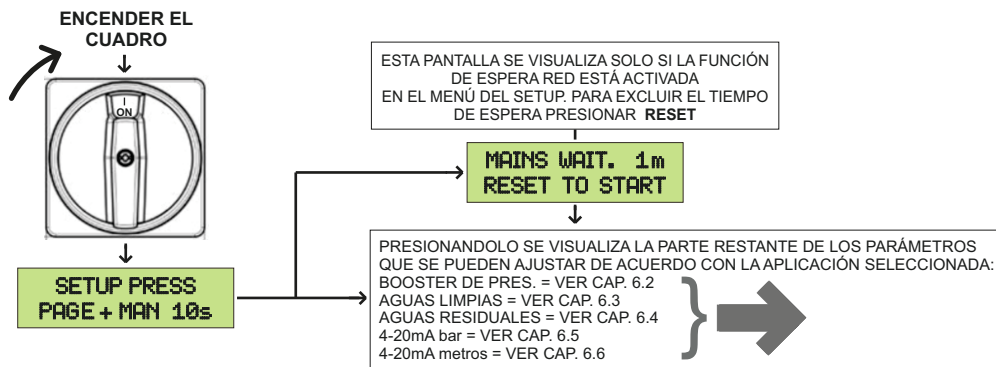 ENCENDER EL
CUADRO
I
ON
SETUP PRESS
PAGE+ MAN 10s
ESTA PANTALLA SE VISUALIZA SOLO SI LA FUNCIÓN
DE ESPERA RED ESTÁ ACTIVADA
EN EL MENÚ DEL SETUP. PARA EXCLUIR EL TIEMPO
DE ESPERA PRESIONAR RESET
MAINS WAIT. 1m
RESET TO START
PRESIONANDOLO SE VISUALIZA LA PARTE RESTANTE DE LOS PARÁMETROS
QUE SE PUEDEN AJUSTAR DE ACUERDO CON LA APLICACIÓN SELECCIONADA:
BOOSTER DE PRES. = VER CAP. 6.2
AGUAS LIMPIAS = VER CAP. 6.3
AGUAS RESIDUALES = VER CAP. 6.4
4-20mA bar = VER CAP. 6.5
4-20mA metros = VER CAP. 6.6